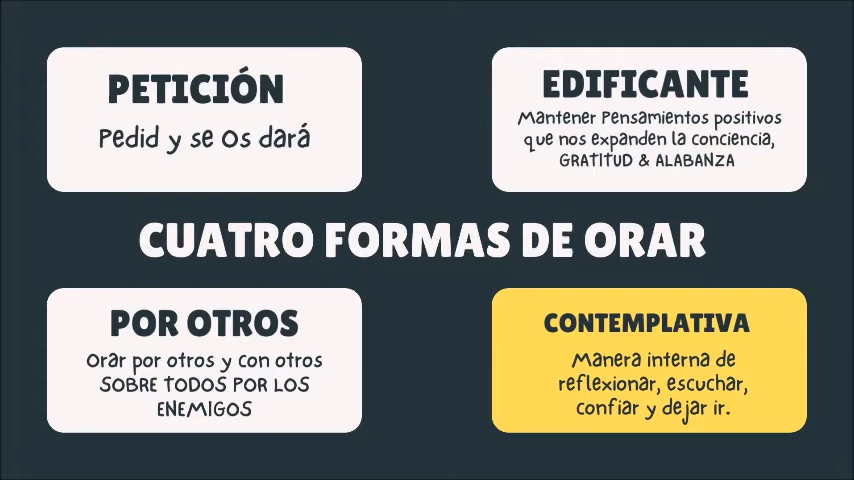 PETICIÓN
Pedid y se Os dará
EDIFICANTE
Mantener Pensamientos positivos
que nos expanden la conciencia,
GRATITUD & ALABANZA
CUATRO FORMAS DE ORAR
POR OTROS
Orar por otros y con otros
SOBRE TODOS POR LOS
ENEMIGOS
CONTEMPLATIVA
Manera interna de
reflexionar, escuchar,
confiar y dejar ir.